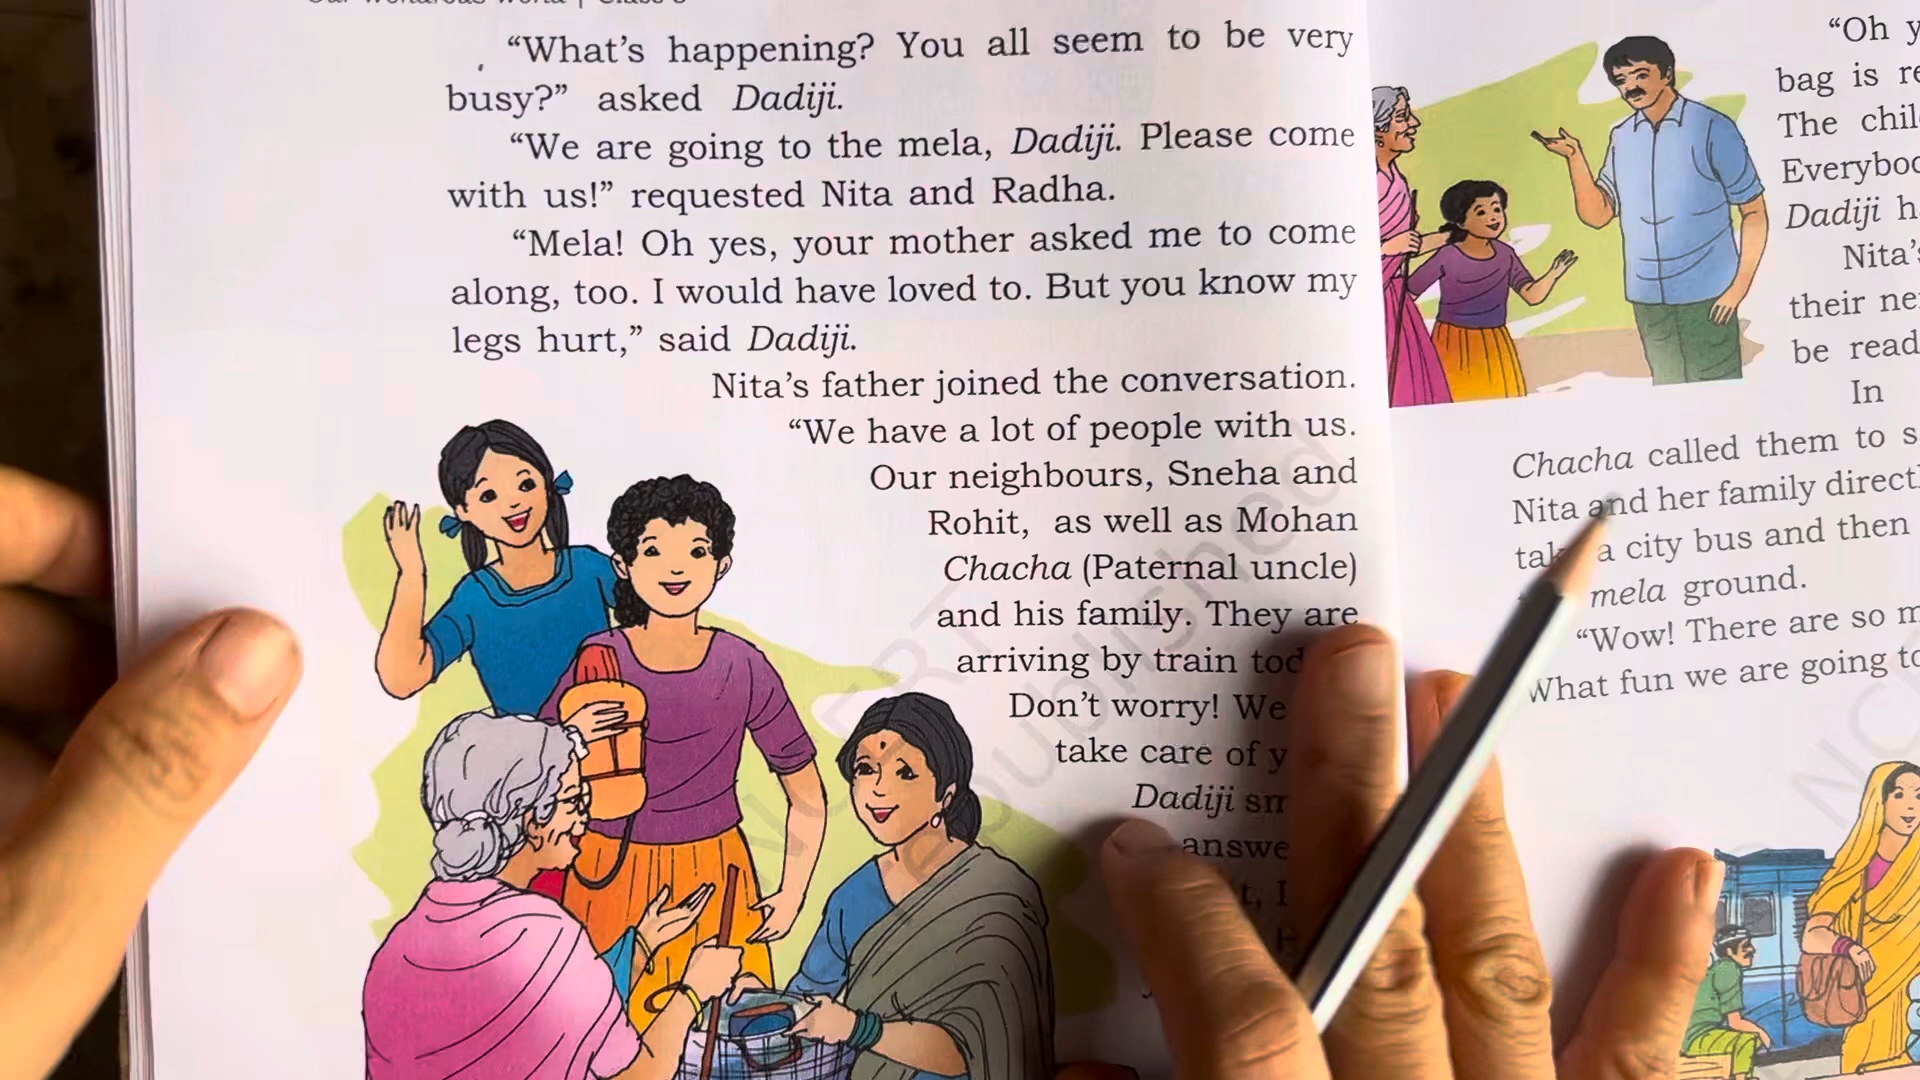 “What’s happening? You all seem to be very
busy?” asked Dadiji.
“We are going to the mela, Dadiji. Please come
with us!” requested Nita and Radha.
“Mela! Oh yes, your mother asked me to come
along, too. I would have loved to. But you know my
legs hurt,” said Dadiji.
Nita’s father joined the conversation.
“We have a lot of people with us.
Our neighbours, Sneha and
Rohit, as well as Mohan
Chacha (Paternal uncle)
and his family. They are
arriving by train
Don’t worry! We
take care of
Dadiji
“Oh
bag is
The
Dadiji
Nita’s
their
be
In
Chacha called them to
Nita and her family
a city bus and then
mela ground.
“Wow! There are so
What fun we are going
NCERT
republished